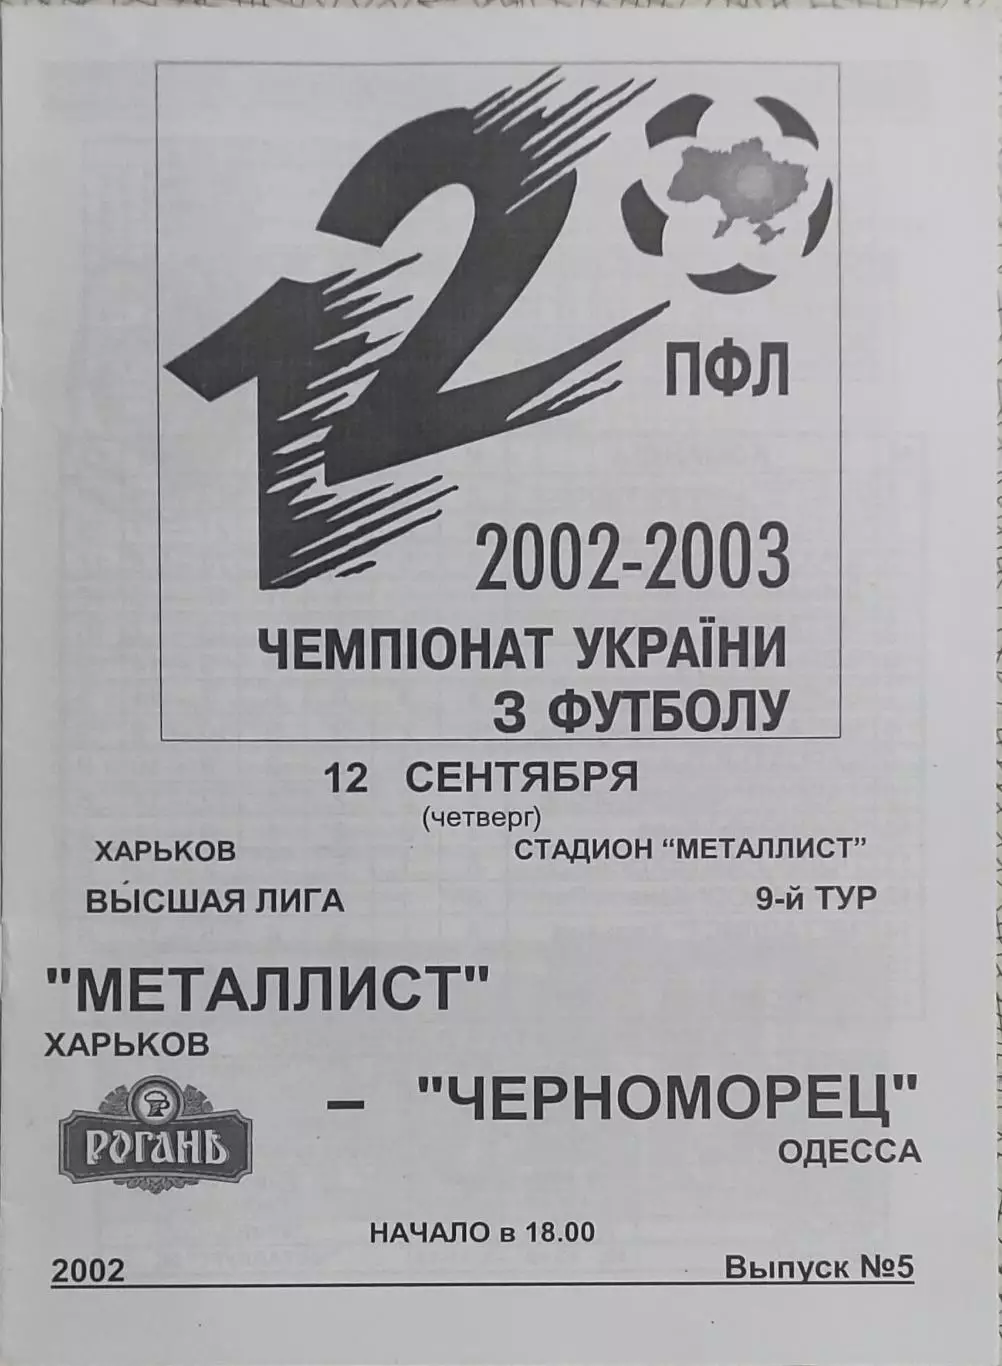 12
ПФЛ
2002-2003
ЧЕМПІОНАТ УКРАЇНИ
З ФУТБОЛУ
12 СЕНТЯБРЯ
(четверг)
ХАРЬКОВ СТАДИОН “МЕТАЛЛИСТ”
ВЫСШАЯ ЛИГА 9-й ТУР
"МЕТАЛЛИСТ"
ХАРЬКОВ
– "ЧЕРНОМОРЕЦ"
РОГАНЬ
ОДЕССА
НАЧАЛО в 18.00
2002 Выпуск №5